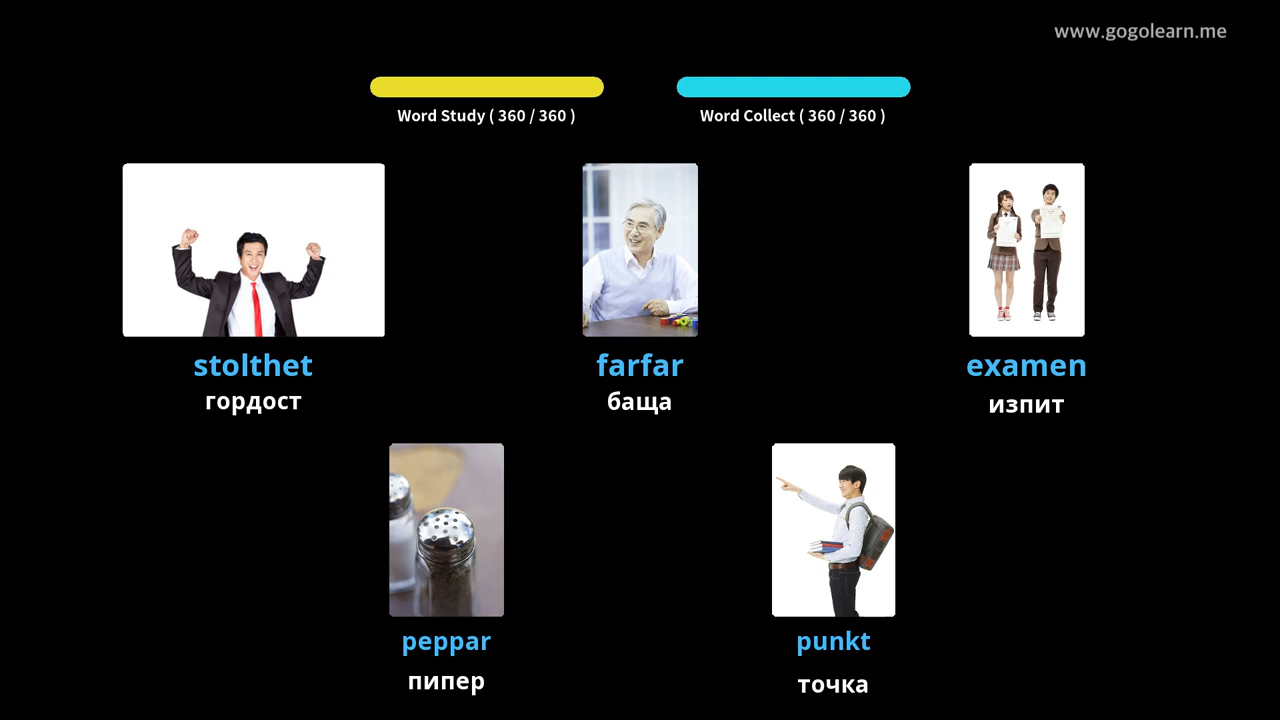 www.gogolearn.me
Word Study ( 360 / 360 )
Word Collect ( 360 / 360 )
stolthet
гордост
farfar
баща
examen
изпит
peppar
пипер
punkt
точка